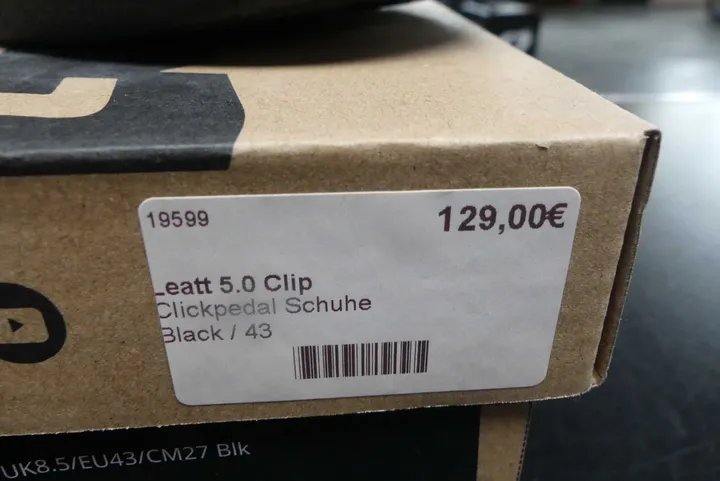 19599
129,00€
Leatt 5.0 Clip
Clickpedal Schuhe
Black / 43
UK8.5/EU43/CM27 Blk